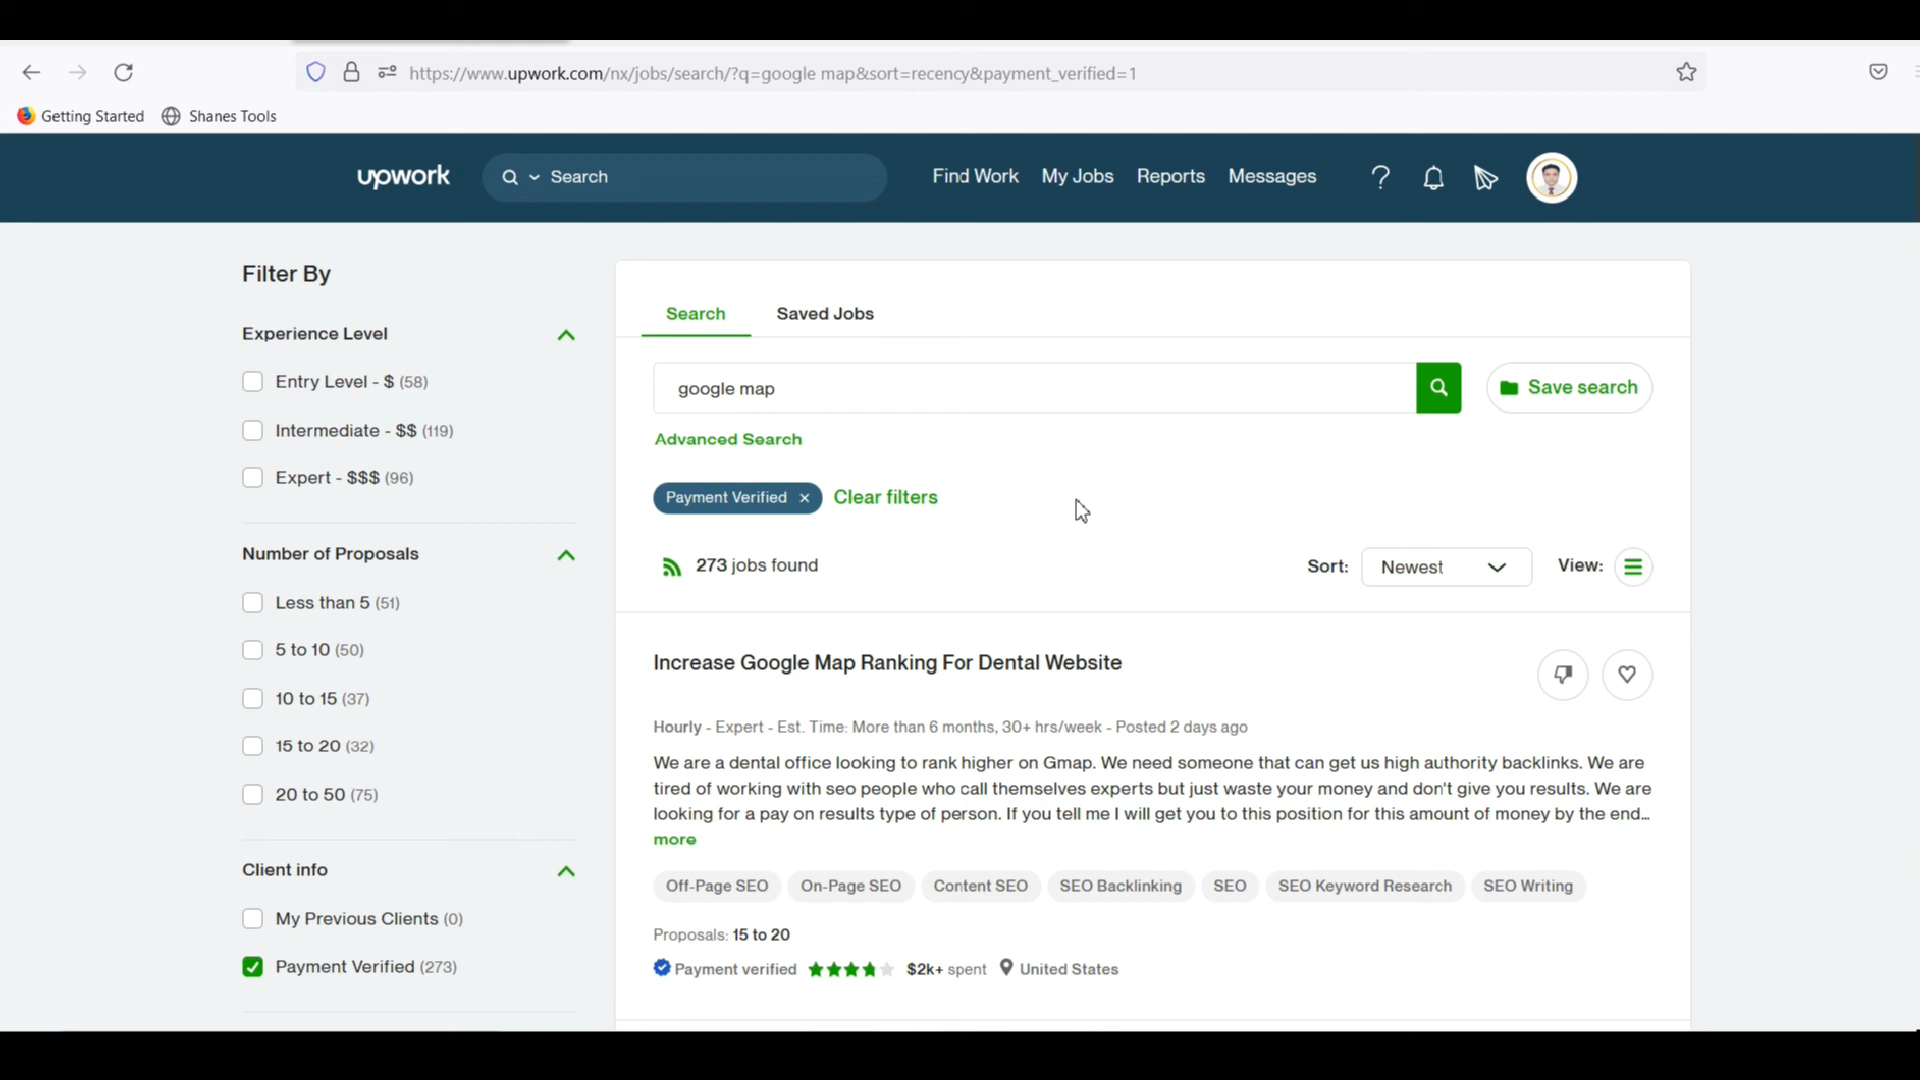 https://www.upwork.com/nx/jobs/search/?q=google map&sort=recency&payment_verified=1
Getting Started
Shanes Tools
upwork
Search
Find Work
My Jobs
Reports
Messages
Filter By
Experience Level
Entry Level - $ (58)
Intermediate - $$ (119)
Expert - $$$ (96)
Number of Proposals
Less than 5 (51)
5 to 10 (50)
10 to 15 (37)
15 to 20 (32)
20 to 50 (75)
Client info
My Previous Clients (0)
Payment Verified (273)
Search
Saved Jobs
google map
Save search
Advanced Search
Payment Verified ×
Clear filters
273 jobs found
Sort:
Newest
View:
Increase Google Map Ranking For Dental Website
Hourly - Expert - Est. Time: More than 6 months, 30+ hrs/week - Posted 2 days ago
We are a dental office looking to rank higher on Gmap. We need someone that can get us high authority backlinks. We are
tired of working with seo people who call themselves experts but just waste your money and don't give you results. We are
looking for a pay on results type of person. If you tell me I will get you to this position for this amount of money by the end...
more
Off-Page SEO
On-Page SEO
Content SEO
SEO Backlinking
SEO
SEO Keyword Research
SEO Writing
Proposals: 15 to 20
Payment verified
$2k+ spent
United States